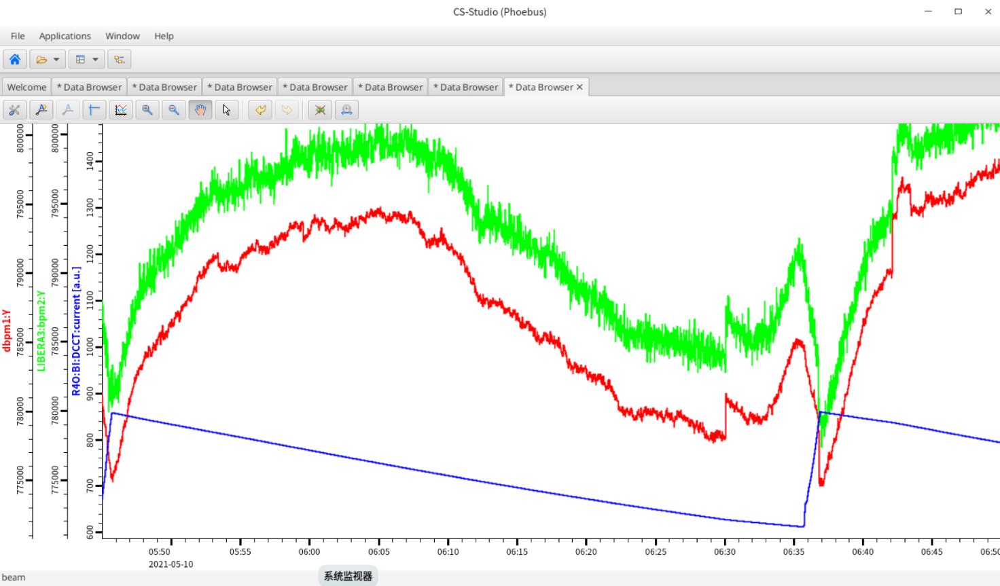 CS-Studio (Phoebus)
File Applications Window Help
Welcome * Data Browser * Data Browser * Data Browser * Data Browser * Data Browser * Data Browser * Data Browser
dbpm1:Y
800000
795000
790000
785000
780000
775000
LIBERA3:bpm2:Y
800000
795000
790000
785000
780000
775000
R4O:BI:DCCT:current [a.u.]
1400
1300
1200
1100
1000
900
800
700
600
05:50 05:55 06:00 06:05 06:10 06:15 06:20 06:25 06:30 06:35 06:40 06:45 06:50
2021-05-10
beam
系统监视器